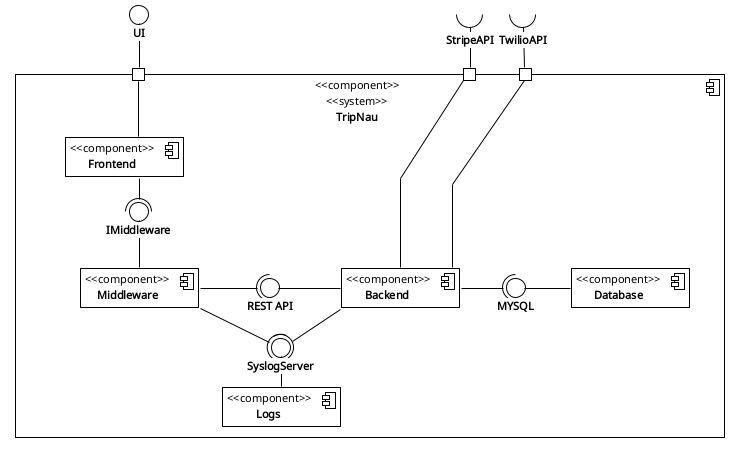 UI
StripeAPI
TwilioAPI
<<component>>
<<system>>
TripNau
<<component>>
Frontend
IMiddleware
<<component>>
Middleware
REST API
<<component>>
Backend
MYSQL
<<component>>
Database
SyslogServer
<<component>>
Logs